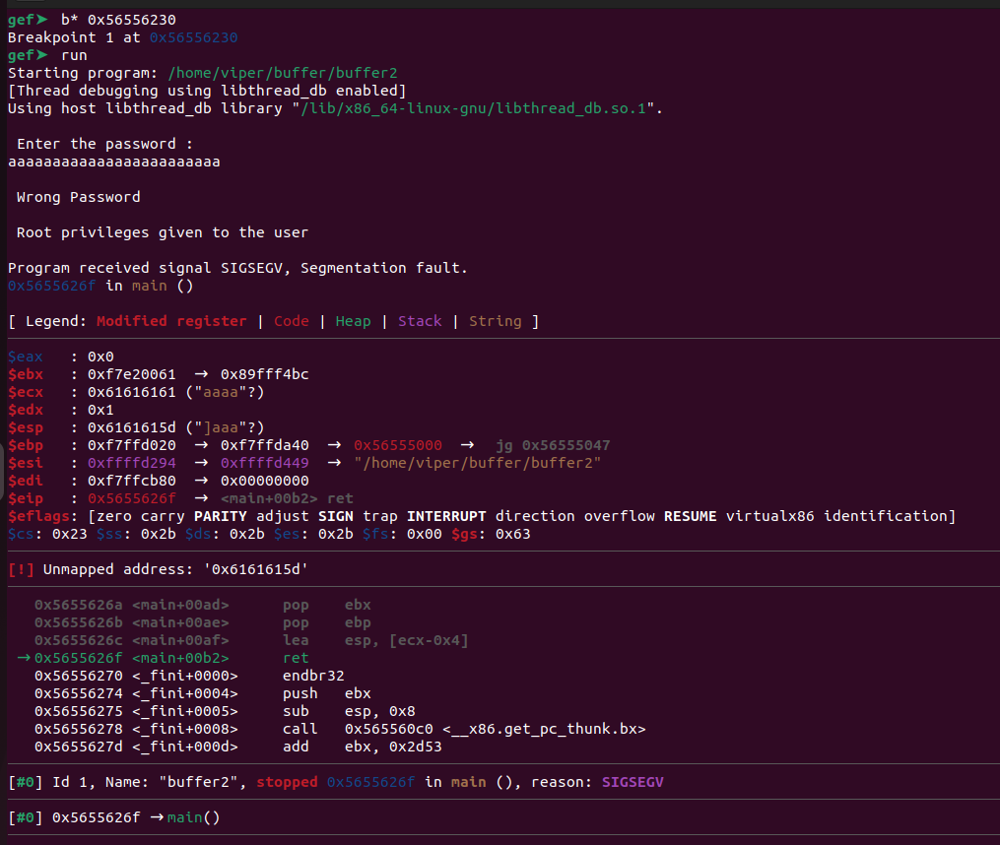 gef➤  b* 0x56556230
Breakpoint 1 at 0x56556230
gef➤  run
Starting program: /home/viper/buffer/buffer2
[Thread debugging using libthread_db enabled]
Using host libthread_db library "/lib/x86_64-linux-gnu/libthread_db.so.1".
Enter the password :
aaaaaaaaaaaaaaaaaaaaaaaa
Wrong Password
Root privileges given to the user
Program received signal SIGSEGV, Segmentation fault.
0x5655626f in main ()
[ Legend: Modified register | Code | Heap | Stack | String ]
$eax   : 0x0
$ebx   : 0xf7e20061  →  0x89fff4bc
$ecx   : 0x61616161 ("aaaa"?)
$edx   : 0x1
$esp   : 0x6161615d ("]aaa"?)
$ebp   : 0xf7ffd020  →  0xf7ffda40  →  0x56555000  →  jg 0x56555047
$esi   : 0xffffd294  →  0xffffd449  →  "/home/viper/buffer/buffer2"
$edi   : 0xf7ffcb80  →  0x00000000
$eip   : 0x5655626f  →  <main+00b2> ret
$eflags: [zero carry PARITY adjust SIGN trap INTERRUPT direction overflow RESUME virtualx86 identification]
$cs: 0x23 $ss: 0x2b $ds: 0x2b $es: 0x2b $fs: 0x00 $gs: 0x63
[!] Unmapped address: '0x6161615d'
0x5655626a <main+00ad>      pop    ebx
0x5655626b <main+00ae>      pop    ebp
0x5655626c <main+00af>      lea    esp, [ecx-0x4]
→ 0x5655626f <main+00b2>      ret
0x56556270 <_fini+0000>     endbr32
0x56556274 <_fini+0004>     push   ebx
0x56556275 <_fini+0005>     sub    esp, 0x8
0x56556278 <_fini+0008>     call   0x565560c0 <__x86.get_pc_thunk.bx>
0x5655627d <_fini+000d>     add    ebx, 0x2d53
[#0] Id 1, Name: "buffer2", stopped 0x5655626f in main (), reason: SIGSEGV
[#0] 0x5655626f → main()